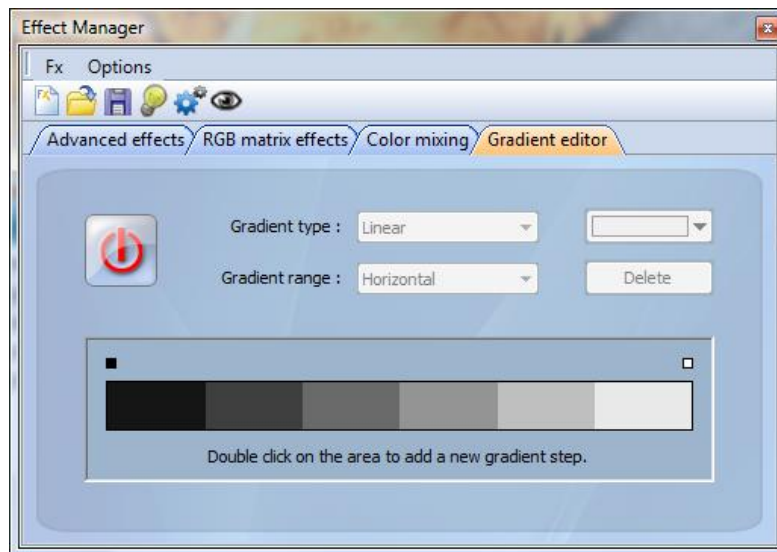 Effect Manager
Fx Options
FX
Advanced effects RGB matrix effects Color mixing Gradient editor
Gradient type : Linear
Gradient range : Horizontal Delete
Double click on the area to add a new gradient step.